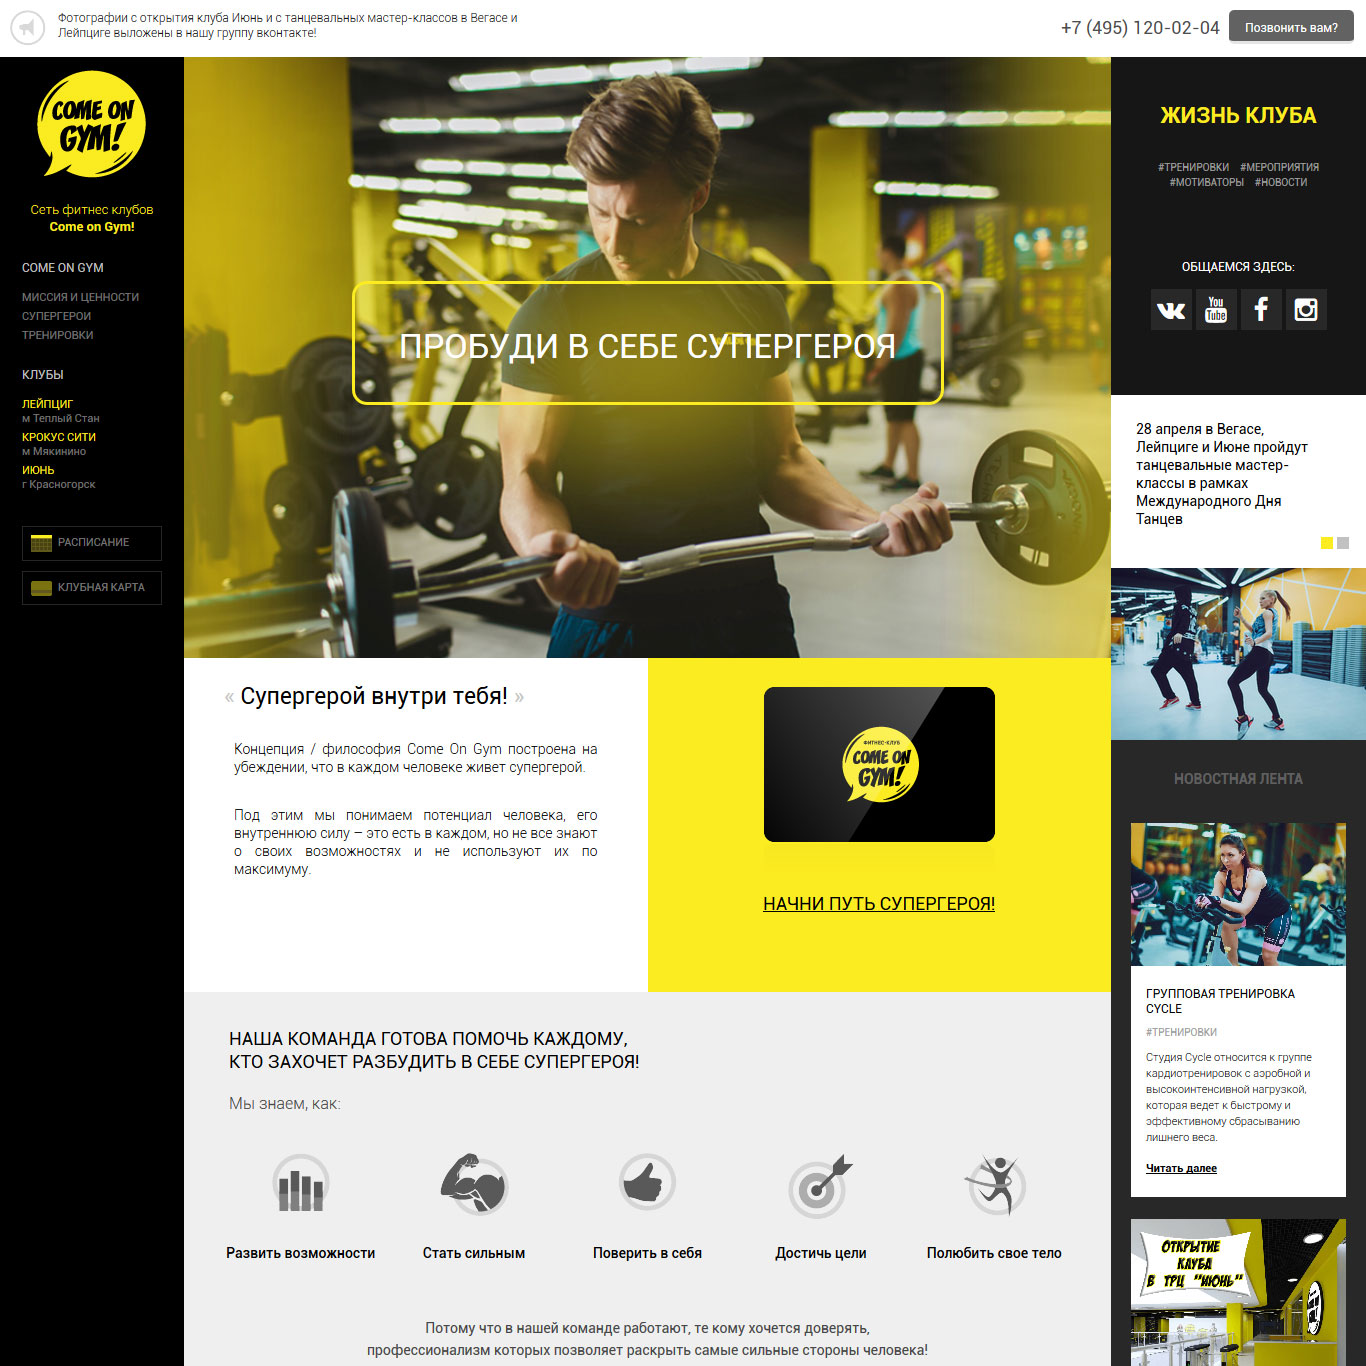 Фотографии с открытия клуба Июнь и с танцевальных мастер-классов в Вегасе и
Лейпциге выложены в нашу группу вконтакте!
+7 (495) 120-02-04
Позвонить вам?
COME ON
GYM!
Сеть фитнес клубов
Come on Gym!
COME ON GYM
МИССИЯ И ЦЕННОСТИ
СУПЕРГЕРОИ
ТРЕНИРОВКИ
КЛУБЫ
ЛЕЙПЦИГ
м Теплый Стан
КРОКУС СИТИ
м Мякинино
ИЮНЬ
г Красногорск
РАСПИСАНИЕ
КЛУБНАЯ КАРТА
ПРОБУДИ В СЕБЕ СУПЕРГЕРОЯ
« Супергерой внутри тебя! »
Концепция / философия Come On Gym построена на
убеждении, что в каждом человеке живет супергерой.
Под этим мы понимаем потенциал человека, его
внутреннюю силу – это есть в каждом, но не все знают
о своих возможностях и не используют их по
максимуму.
ФИТНЕС-КЛУБ
COME ON
GYM!
НАЧНИ ПУТЬ СУПЕРГЕРОЯ!
НАША КОМАНДА ГОТОВА ПОМОЧЬ КАЖДОМУ,
КТО ЗАХОЧЕТ РАЗБУДИТЬ В СЕБЕ СУПЕРГЕРОЯ!
Мы знаем, как:
Развить возможности
Стать сильным
Поверить в себя
Достичь цели
Полюбить свое тело
Потому что в нашей команде работают, те кому хочется доверять,
профессионализм которых позволяет раскрыть самые сильные стороны человека!
ЖИЗНЬ КЛУБА
#ТРЕНИРОВКИ #МЕРОПРИЯТИЯ
#МОТИВАТОРЫ #НОВОСТИ
ОБЩАЕМСЯ ЗДЕСЬ:
You
Tube
28 апреля в Вегасе,
Лейпциге и Июне пройдут
танцевальные мастер-
классы в рамках
Международного Дня
Танцев
НОВОСТНАЯ ЛЕНТА
ГРУППОВАЯ ТРЕНИРОВКА
CYCLE
#ТРЕНИРОВКИ
Студия Cycle относится к группе
кардиотренировок с аэробной и
высокоинтенсивной нагрузкой,
которая ведет к быстрому и
эффективному сбрасыванию
лишнего веса.
Читать далее
ОТКРЫТИЕ
КЛУБА
В ТРЦ "ИЮНЬ"